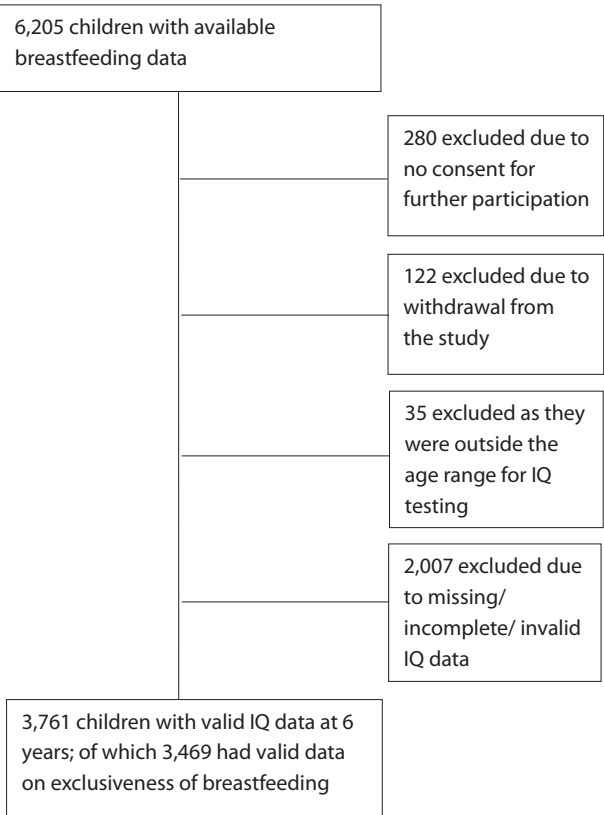 6,205 children with available
breastfeeding data
280 excluded due to
no consent for
further participation
122 excluded due to
withdrawal from
the study
35 excluded as they
were outside the
age range for IQ
testing
2,007 excluded due
to missing/
incomplete/ invalid
IQ data
3,761 children with valid IQ data at 6
years; of which 3,469 had valid data
on exclusiveness of breastfeeding